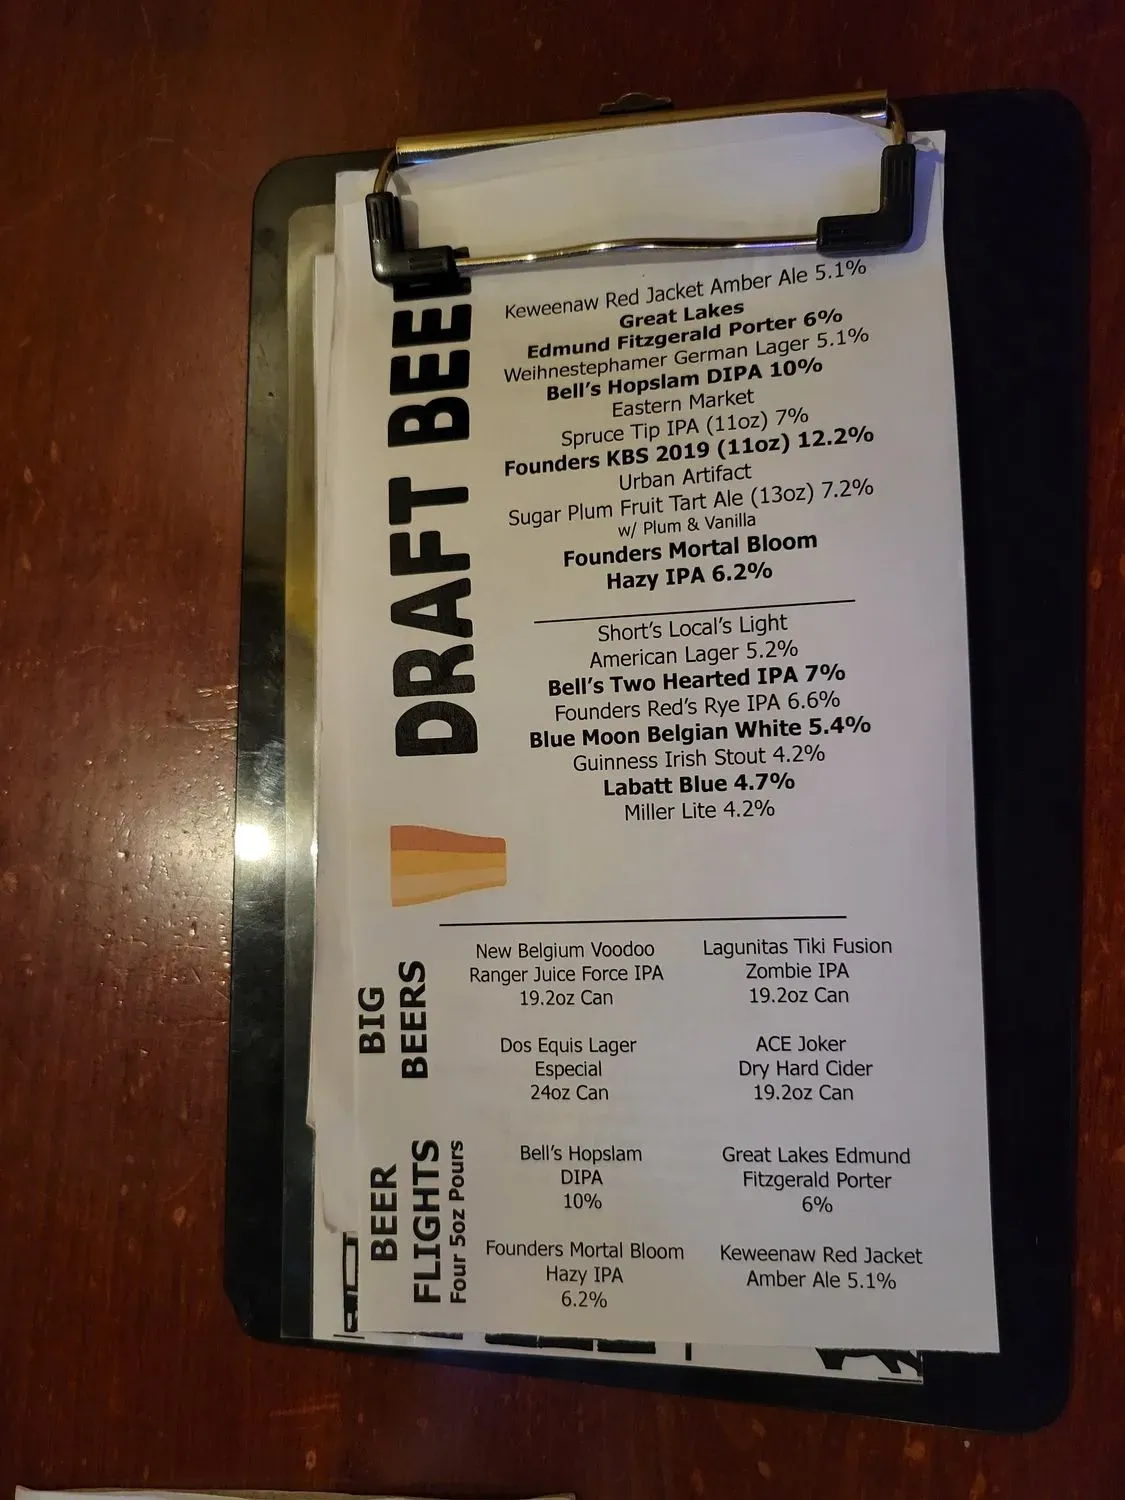 DRAFT BEER
Keweenaw Red Jacket Amber Ale 5.1%
Great Lakes
Edmund Fitzgerald Porter 6%
Weihnestephamer German Lager 5.1%
Bell's Hopslam DIPA 10%
Eastern Market
Spruce Tip IPA (11oz) 7%
Founders KBS 2019 (11oz) 12.2%
Urban Artifact
Sugar Plum Fruit Tart Ale (13oz) 7.2%
w/ Plum & Vanilla
Founders Mortal Bloom
Hazy IPA 6.2%
Short's Local's Light
American Lager 5.2%
Bell's Two Hearted IPA 7%
Founders Red's Rye IPA 6.6%
Blue Moon Belgian White 5.4%
Guinness Irish Stout 4.2%
Labatt Blue 4.7%
Miller Lite 4.2%
BIG
BEERS
New Belgium Voodoo
Ranger Juice Force IPA
19.2oz Can
Lagunitas Tiki Fusion
Zombie IPA
19.2oz Can
Dos Equis Lager
Especial
24oz Can
ACE Joker
Dry Hard Cider
19.2oz Can
BEER
FLIGHTS
Four 5oz Pours
Bell's Hopslam
DIPA
10%
Great Lakes Edmund
Fitzgerald Porter
6%
Founders Mortal Bloom
Hazy IPA
6.2%
Keweenaw Red Jacket
Amber Ale 5.1%